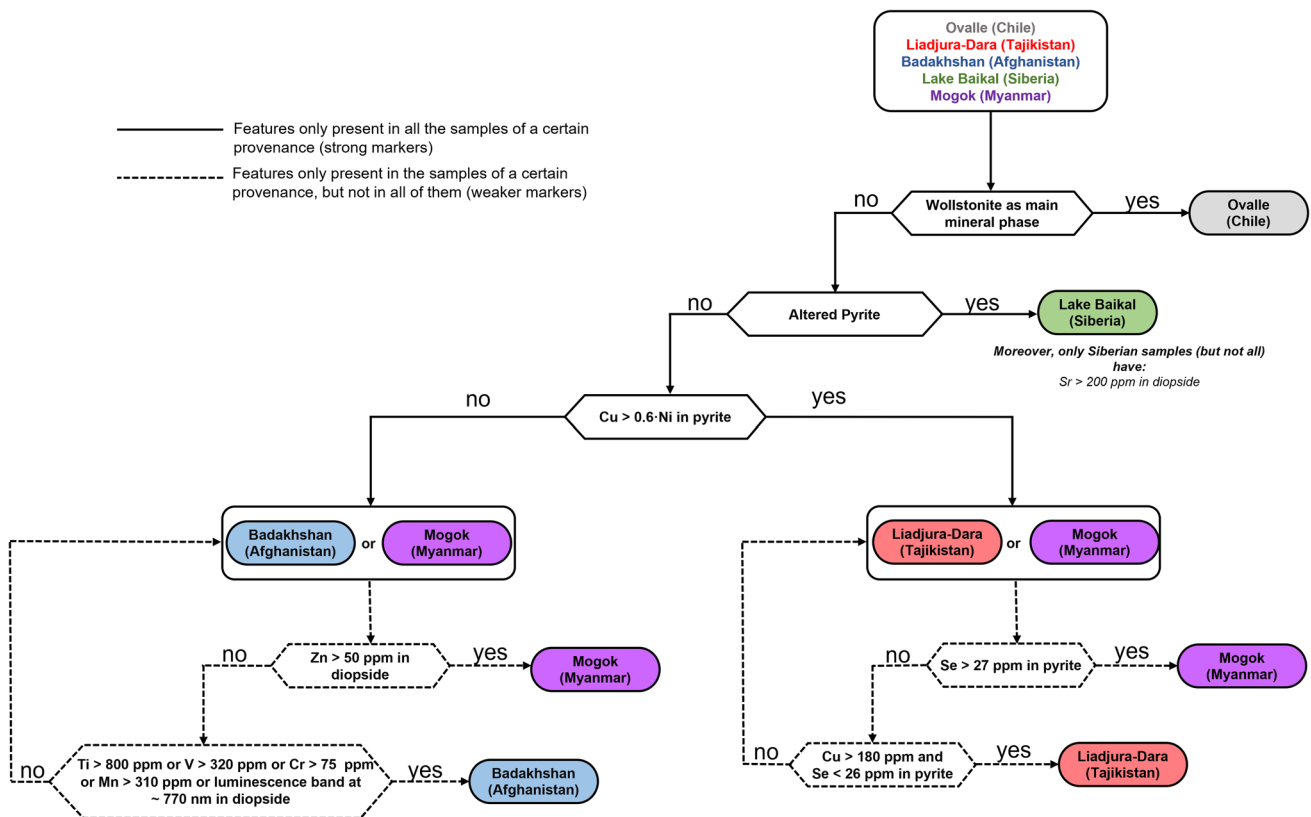 Ovalle (Chile)
Liadjura-Dara (Tajikistan)
Badakhshan (Afghanistan)
Lake Baikal (Siberia)
Mogok (Myanmar)
Features only present in all the samples of a certain
provenance (strong markers)
Features only present in the samples of a certain
provenance, but not in all of them (weaker markers)
no
Wollstonite as main
mineral phase
yes
Ovalle
(Chile)
no
Altered Pyrite
yes
Lake Baikal
(Siberia)
Moreover, only Siberian samples (but not all)
have:
Sr > 200 ppm in diopside
no
Cu > 0.6·Ni in pyrite
yes
Badakhshan
(Afghanistan)
or
Mogok
(Myanmar)
Liadjura-Dara
(Tajikistan)
or
Mogok
(Myanmar)
no
Zn > 50 ppm in
diopside
yes
Mogok
(Myanmar)
no
Se > 27 ppm in pyrite
yes
Mogok
(Myanmar)
no
Ti > 800 ppm or V > 320 ppm or Cr > 75 ppm
or Mn > 310 ppm or luminescence band at
~ 770 nm in diopside
yes
Badakhshan
(Afghanistan)
no
Cu > 180 ppm and
Se < 26 ppm in pyrite
yes
Liadjura-Dara
(Tajikistan)